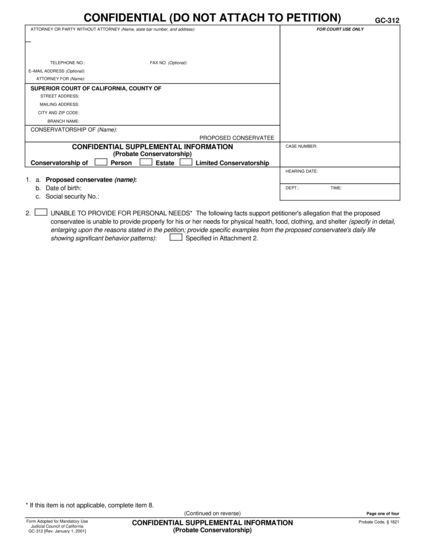 CONFIDENTIAL (DO NOT ATTACH TO PETITION)
GC-312
ATTORNEY OR PARTY WITHOUT ATTORNEY (Name, state bar number, and address):
FOR COURT USE ONLY
TELEPHONE NO.:
FAX NO. (Optional):
E-MAIL ADDRESS (Optional):
ATTORNEY FOR (Name):
SUPERIOR COURT OF CALIFORNIA, COUNTY OF
STREET ADDRESS:
MAILING ADDRESS:
CITY AND ZIP CODE:
BRANCH NAME:
CONSERVATORSHIP OF (Name):
PROPOSED CONSERVATEE
CONFIDENTIAL SUPPLEMENTAL INFORMATION
(Probate Conservatorship)
Conservatorship of Person Estate Limited Conservatorship
CASE NUMBER:
HEARING DATE:
DEPT.: TIME:
1. a. Proposed conservatee (name):
b. Date of birth:
c. Social security No.:
2. UNABLE TO PROVIDE FOR PERSONAL NEEDS* The following facts support petitioner's allegation that the proposed
conservatee is unable to provide properly for his or her needs for physical health, food, clothing, and shelter (specify in detail,
enlarging upon the reasons stated in the petition; provide specific examples from the proposed conservatee's daily life
showing significant behavior patterns): Specified in Attachment 2.
* If this item is not applicable, complete item 8.
(Continued on reverse)
Page one of four
Form Adopted for Mandatory Use
Judicial Council of California
GC-312 [Rev. January 1, 2001]
CONFIDENTIAL SUPPLEMENTAL INFORMATION
(Probate Conservatorship)
Probate Code, § 1821